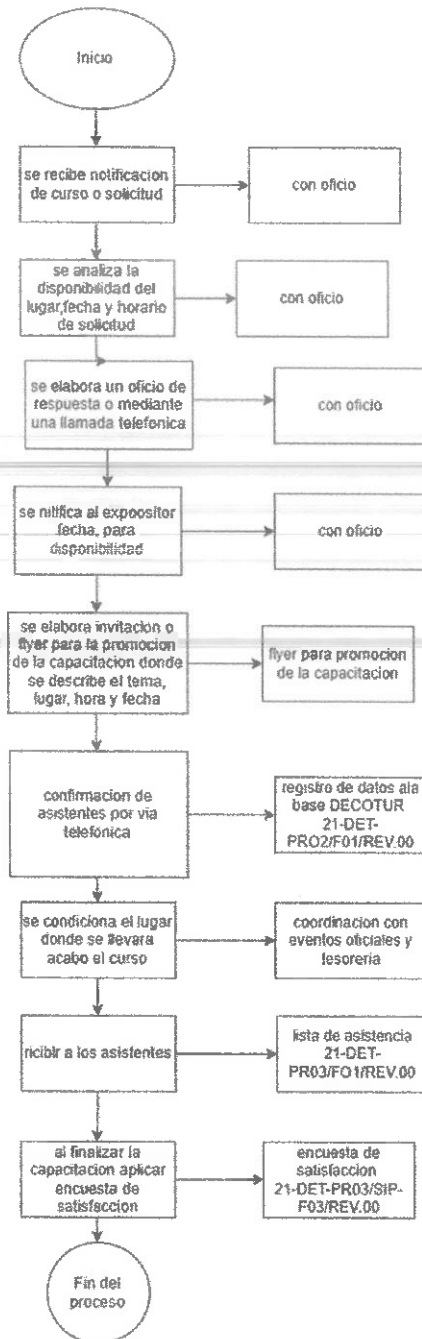 Inicio
se recibe notificacion
de curso o solicitud
con oficio
se analiza la
disponibilidad del
lugar,fecha y horario
de solicitud
con oficio
se elabora un oficio de
respuesta o mediante
una llamada telefonica
con oficio
se nitifica al expoositor
fecha, para
disponibilidad
con oficio
se elabora invitacion o
flyer para la promocion
de la capacitacion donde
se describe el tema,
lugar, hora y fecha
flyer para promocion
de la capacitacion
confirmacion de
asistentes por via
telefonica
registro de datos ala
base DECOTUR
21-DET-
PRO2/F01/REV.00
se condiciona el lugar
donde se llevara
acabo el curso
coordinacion con
eventos oficiales y
tesoreria
ricibir a los asistentes
lista de asistencia
21-DET-
PR03/FO1/REV.00
al finalizar la
capacitacion aplicar
encuesta de
satisfaccion
encuesta de
satisfaccion
21-DET-PR03/SIP-
F03/REV.00
Fin del
proceso